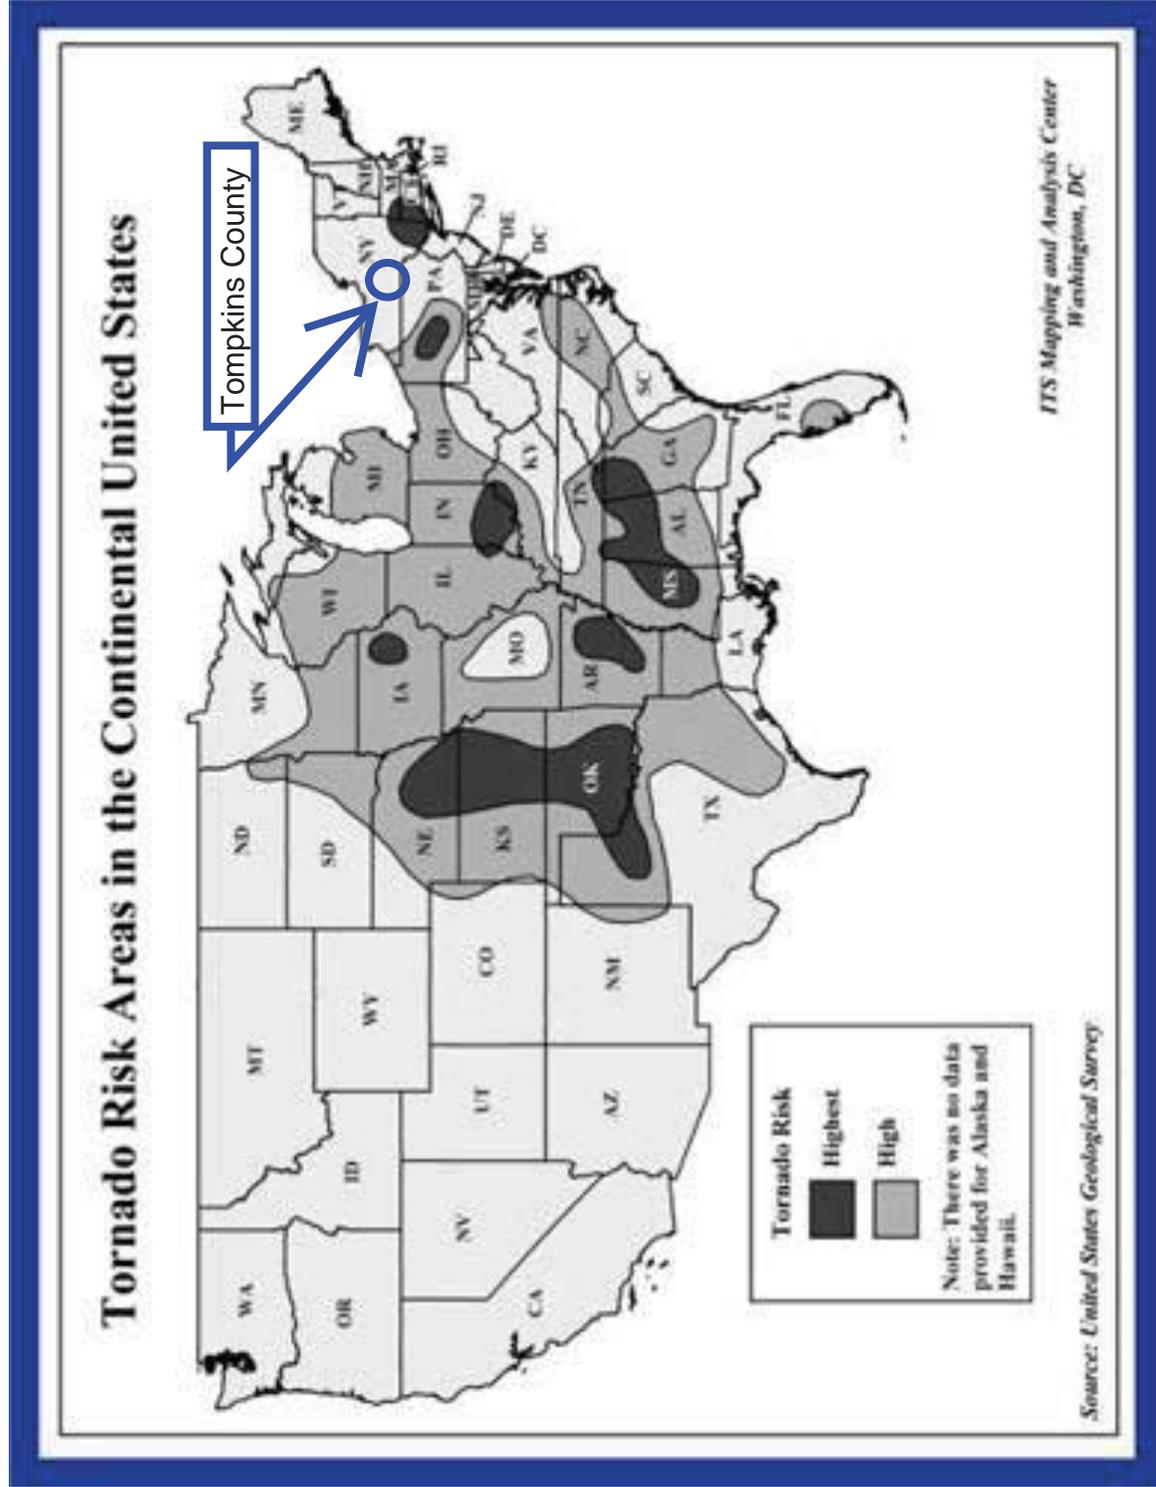 Tornado Risk Areas in the Continental United States
Tompkins County
WA
MT
ND
MN
ME
OR
ID
WY
SD
WI
MI
NY
V
NH
MA
CT
RI
NV
UT
CO
NE
IA
IL
IN
OH
PA
NJ
DE
DC
CA
AZ
NM
KS
OK
MO
AR
KY
TN
VA
NC
SC
TX
LA
MS
AL
GA
FL
Tornado Risk
Highest
High
Note: There was no data
provided for Alaska and
Hawaii.
Source: United States Geological Survey
ITS Mapping and Analysis Center
Washington, DC